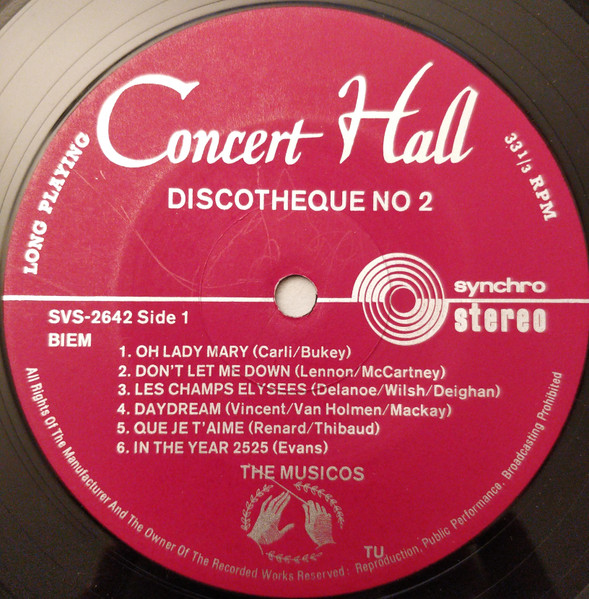 Concert Hall
LONG PLAYING
33 1/3 RPM
DISCOTHEQUE NO 2
synchro
stereo
SVS-2642 Side 1
BIEM
1. OH LADY MARY (Carli/Bukey)
2. DON'T LET ME DOWN (Lennon/McCartney)
3. LES CHAMPS ELYSEES (Delanoe/Wilsh/Deighan)
4. DAYDREAM (Vincent/Van Holmen/Mackay)
5. QUE JE T'AIME (Renard/Thibaud)
6. IN THE YEAR 2525 (Evans)
THE MUSICOS
TU
All Rights Of The Manufacturer And The Owner Of The Recorded Works Reserved: Reproduction, Public Performance, Broadcasting Prohibited